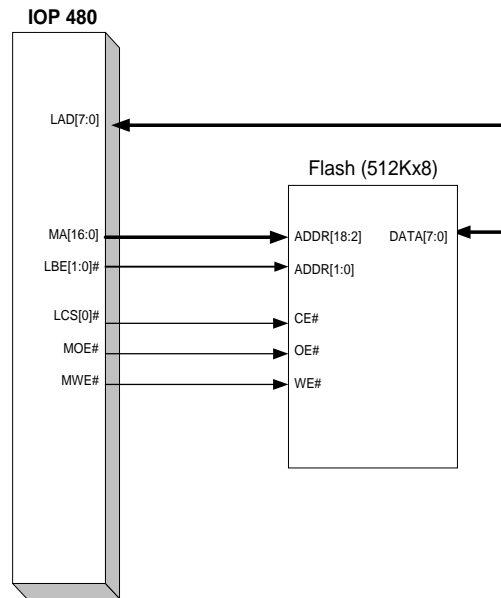 IOP 480
LAD[7:0]
Flash (512Kx8)
MA[16:0]
ADDR[18:2]
DATA[7:0]
LBE[1:0]#
ADDR[1:0]
LCS[0]#
CE#
MOE#
OE#
MWE#
WE#